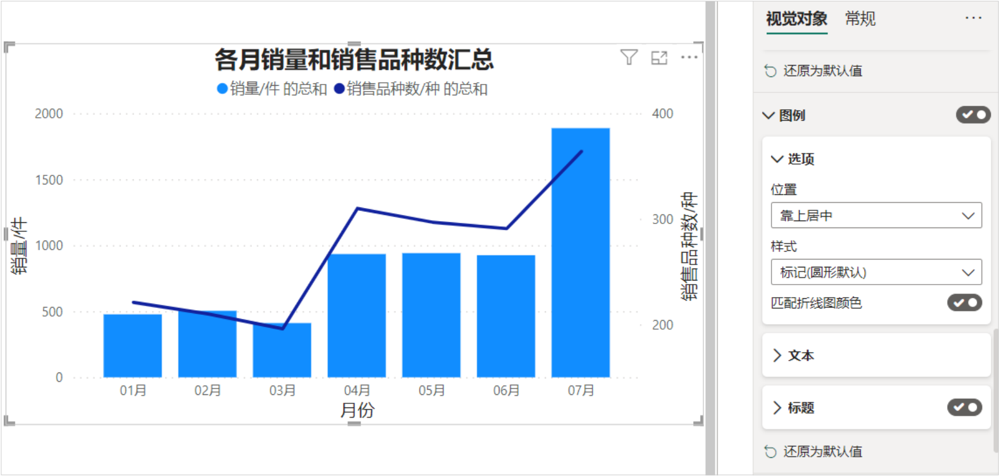 各月销量和销售品种数汇总
销量/件 的总和 销售品种数/种 的总和
2000
1500
1000
500
0
400
300
200
销量/件
销售品种数/种
01月 02月 03月 04月 05月 06月 07月
月份
视觉对象 常规
还原为默认值
图例
选项
位置
靠上居中
样式
标记(圆形默认)
匹配折线图颜色
文本
标题
还原为默认值